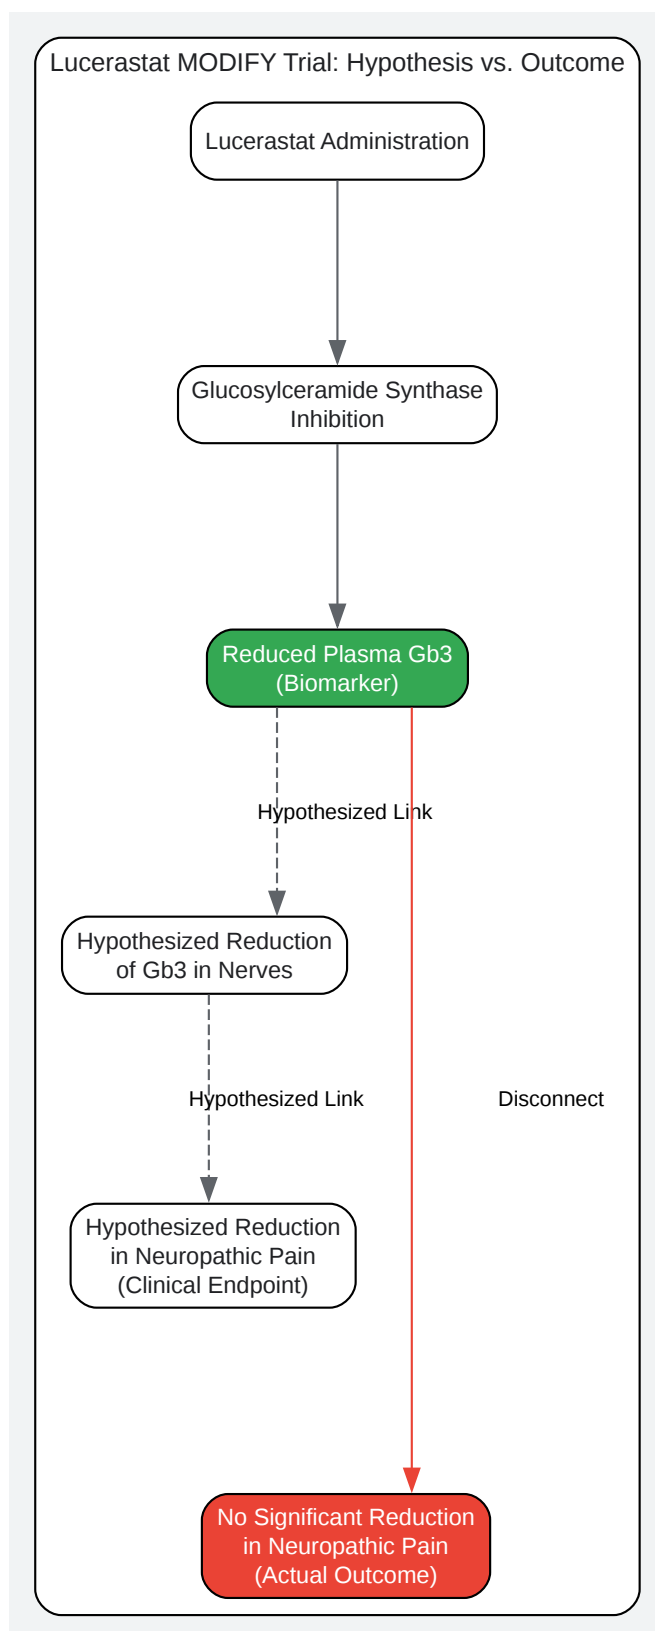 Lucerastat MODIFY Trial: Hypothesis vs. Outcome
Lucerastat Administration
Glucosylceramide Synthase
Inhibition
Reduced Plasma Gb3
(Biomarker)
Hypothesized Link
Hypothesized Reduction
of Gb3 in Nerves
Hypothesized Link
Disconnect
Hypothesized Reduction
in Neuropathic Pain
(Clinical Endpoint)
No Significant Reduction
in Neuropathic Pain
(Actual Outcome)